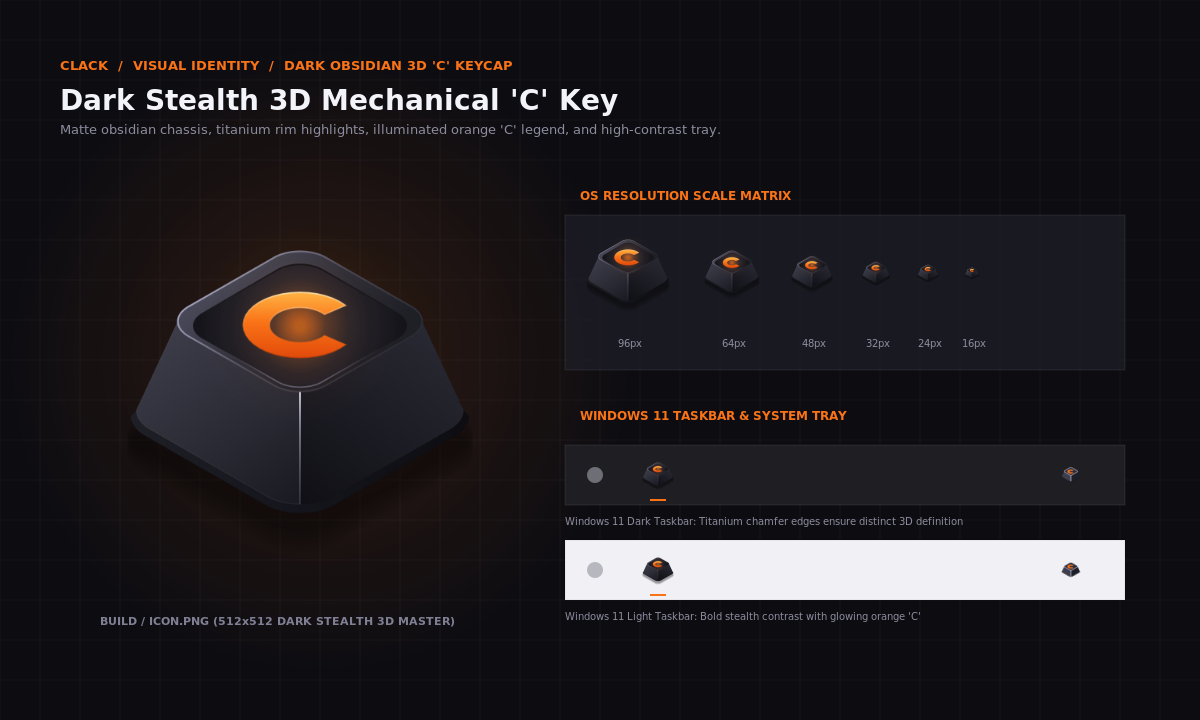 CLACK / VISUAL IDENTITY / DARK OBSIDIAN 3D 'C' KEYCAP
Dark Stealth 3D Mechanical 'C' Key
Matte obsidian chassis, titanium rim highlights, illuminated orange 'C' legend, and high-contrast tray.
C
BUILD / ICON.PNG (512x512 DARK STEALTH 3D MASTER)
OS RESOLUTION SCALE MATRIX
C C C C C C
96px 64px 48px 32px 24px 16px
WINDOWS 11 TASKBAR & SYSTEM TRAY
C C
Windows 11 Dark Taskbar: Titanium chamfer edges ensure distinct 3D definition
C C
Windows 11 Light Taskbar: Bold stealth contrast with glowing orange 'C'